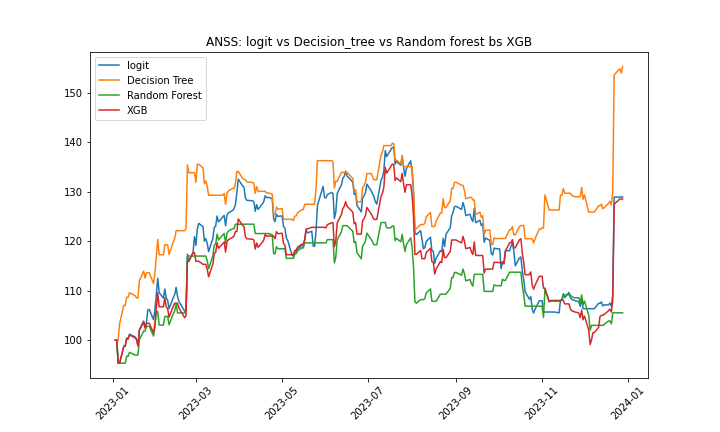 ANSS: logit vs Decision_tree vs Random forest bs XGB
logit
Decision Tree
Random Forest
XGB
150
140
130
120
110
100
2023-01
2023-03
2023-05
2023-07
2023-09
2023-11
2024-01